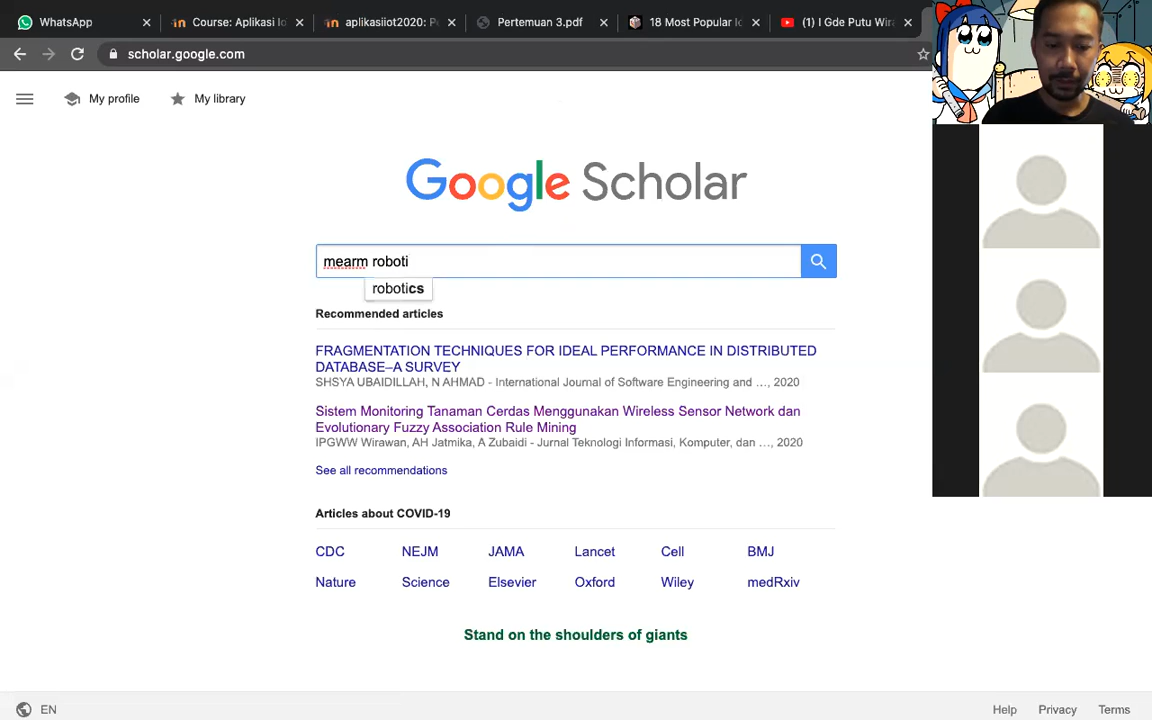 WhatsApp
Course: Aplikasi Io
aplikasiiot2020: Pe
Pertemuan 3.pdf
18 Most Popular Io
(1) I Gde Putu Wira
scholar.google.com
My profile
My library
Google Scholar
mearm roboti
robotics
Recommended articles
FRAGMENTATION TECHNIQUES FOR IDEAL PERFORMANCE IN DISTRIBUTED
DATABASE–A SURVEY
SHSYA UBAIDILLAH, N AHMAD - International Journal of Software Engineering and …, 2020
Sistem Monitoring Tanaman Cerdas Menggunakan Wireless Sensor Network dan
Evolutionary Fuzzy Association Rule Mining
IPGWW Wirawan, AH Jatmika, A Zubaidi - Jurnal Teknologi Informasi, Komputer, dan …, 2020
See all recommendations
Articles about COVID-19
CDC NEJM JAMA Lancet Cell BMJ
Nature Science Elsevier Oxford Wiley medRxiv
Stand on the shoulders of giants
EN
Help Privacy Terms